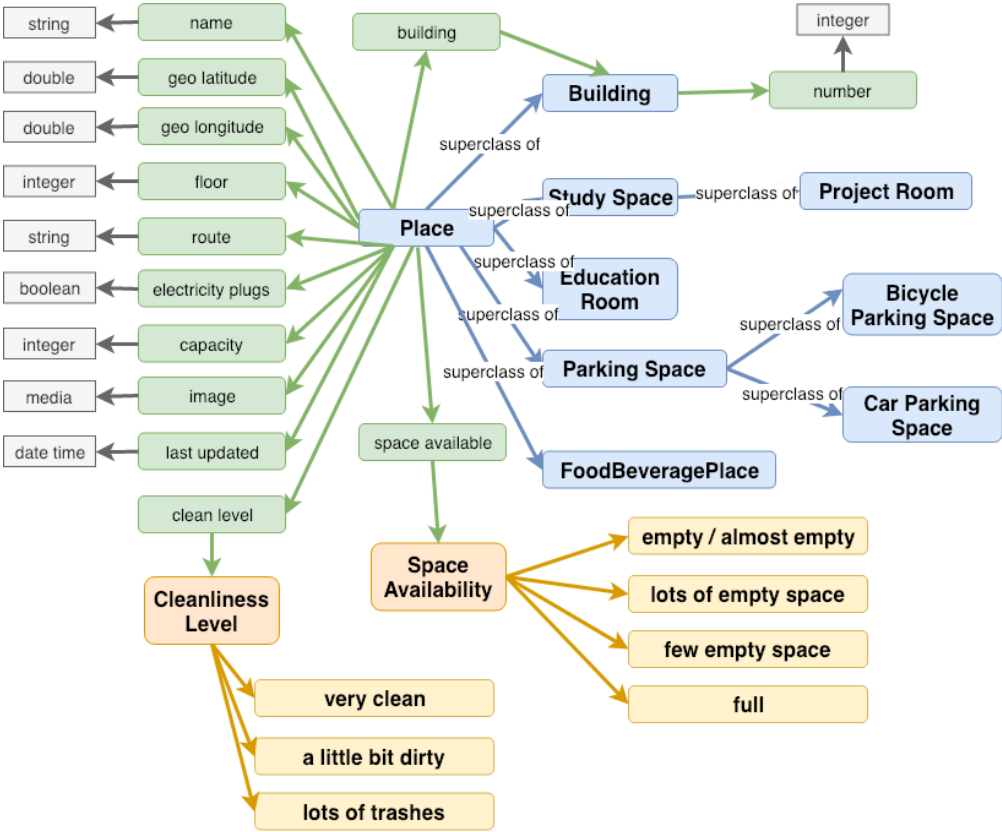 string
name
building
integer
double
geo latitude
Building
number
double
geo longitude
superclass of
integer
floor
Study Space
superclass of
Project Room
superclass of
string
route
Place
superclass of
Education
Room
boolean
electricity plugs
superclass of
Bicycle
Parking Space
superclass of
integer
capacity
superclass of
Parking Space
superclass of
media
image
Car Parking
Space
date time
last updated
space available
FoodBeveragePlace
clean level
Space
Availability
empty / almost empty
Cleanliness
Level
lots of empty space
few empty space
very clean
full
a little bit dirty
lots of trashes